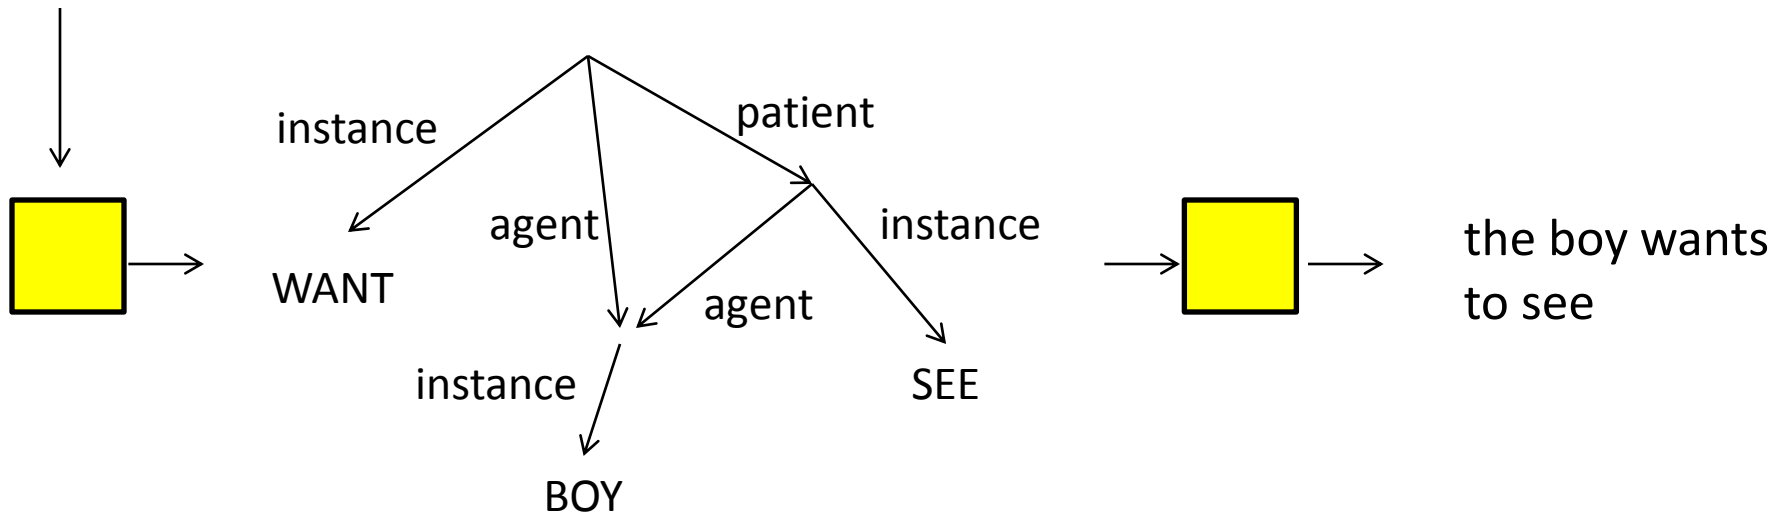 patient
instance
agent
instance
the boy wants
to see
WANT
agent
instance
SEE
BOY